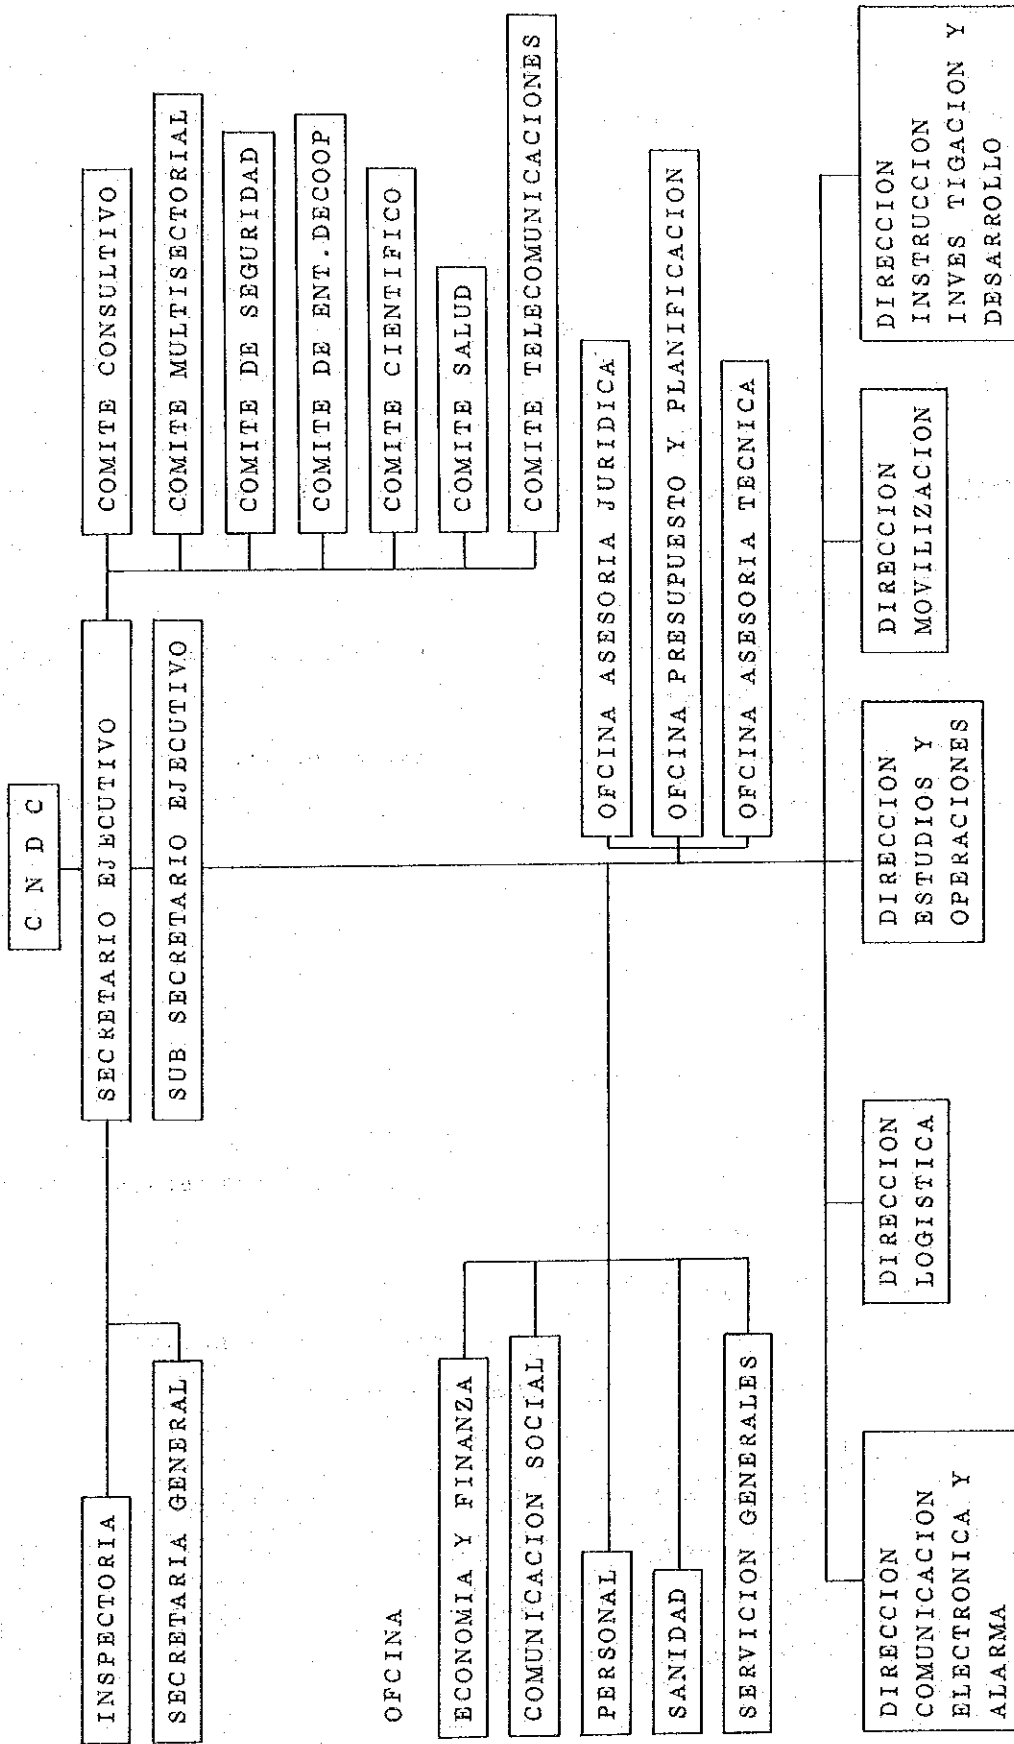 C N D C
SECRETARIO EJECUTIVO
SUB SECRETARIO EJECUTIVO
INSPECTORIA
SECRETARIA GENERAL
COMITE CONSULTIVO
COMITE MULTISECTORIAL
COMITE DE SEGURIDAD
COMITE DE ENT.DECOOP
COMITE CIENTIFICO
COMITE SALUD
COMITE TELECOMUNICACIONES
OFCINA
ECONOMIA Y FINANZA
COMUNICACION SOCIAL
PERSONAL
SANIDAD
SERVICION GENERALES
OFCINA ASESORIA JURIDICA
OFCINA PRESUPUESTO Y PLANIFICACION
OFCINA ASESORIA TECNICA
DIRECCION
COMUNICACION
ELECTRONICA Y
ALARMA
DIRECCION
LOGISTICA
DIRECCION
ESTUDIOS Y
OPERACIONES
DIRECCION
MOVILIZACION
DIRECCION
INSTRUCCION
INVES TIGACION Y
DESARROLLO